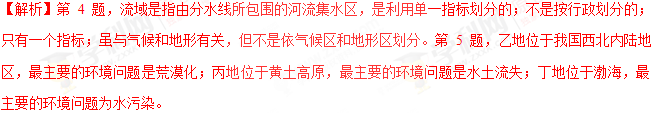 【解析】第 4 题，流域是指由分水线所包围的河流集水区，是利用单一指标划分的；不是按行政划分的；
只有一个指标；虽与气候和地形有关，但不是依气候区和地形区划分。第 5 题，乙地位于我国西北内陆地
区，最主要的环境问题是荒漠化；丙地位于黄土高原，最主要的环境问题是水土流失；丁地位于渤海，最
主要的环境问题为水污染。